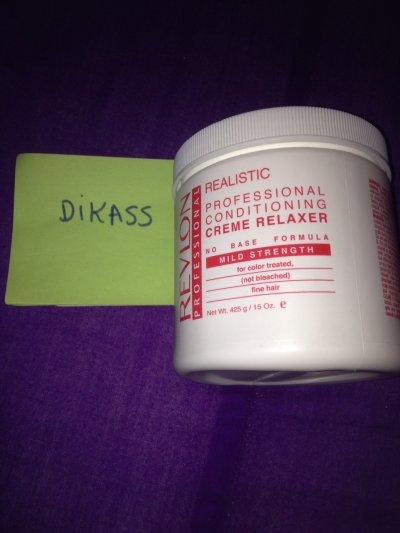 DiKASS
REVLON
PROFESSIONAL
REALISTIC
PROFESSIONAL
CONDITIONING
CREME RELAXER
NO BASE FORMULA
MILD STRENGTH
for color treated,
(not bleached)
fine hair
Net Wt. 425 g / 15 Oz. e